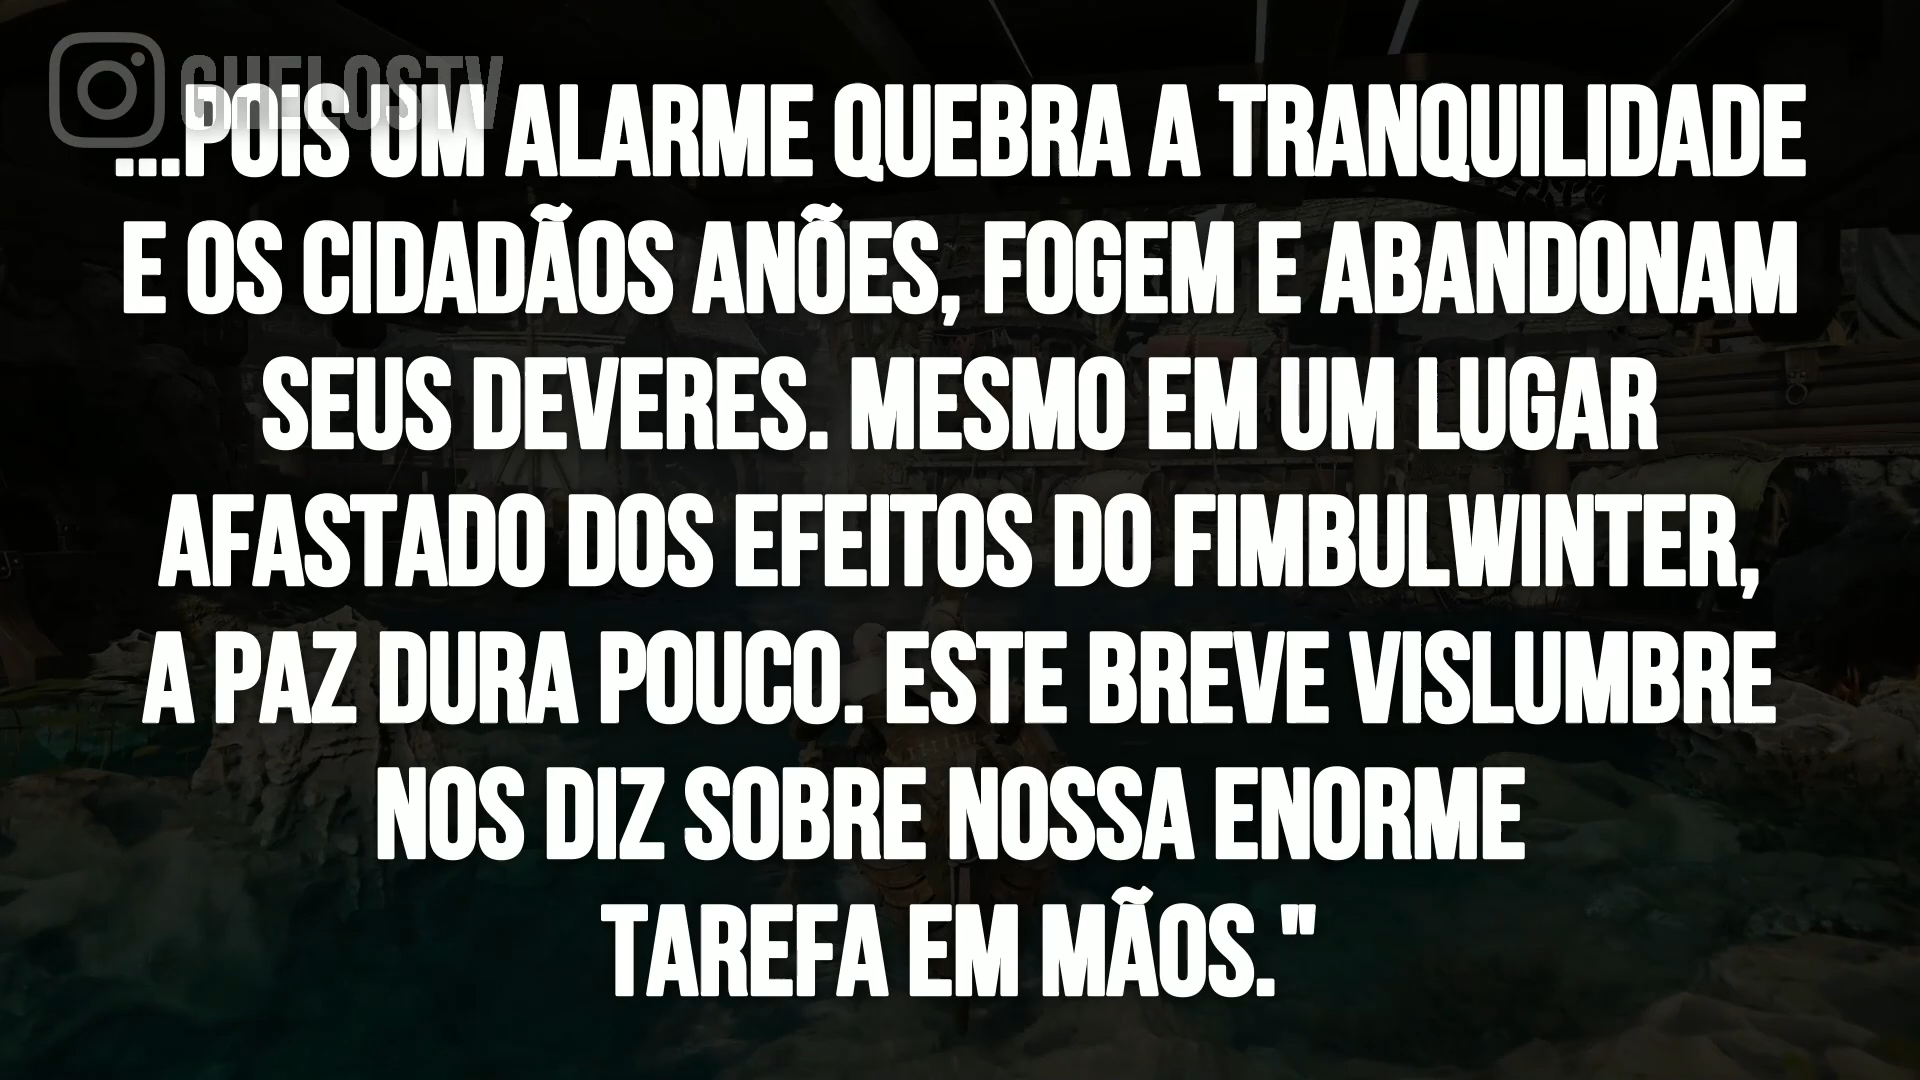 GHELOSTV
...POIS UM ALARME QUEBRA A TRANQUILIDADE
E OS CIDADÃOS ANÕES, FOGEM E ABANDONAM
SEUS DEVERES. MESMO EM UM LUGAR
AFASTADO DOS EFEITOS DO FIMBULWINTER,
A PAZ DURA POUCO. ESTE BREVE VISLUMBRE
NOS DIZ SOBRE NOSSA ENORME
TAREFA EM MÃOS."